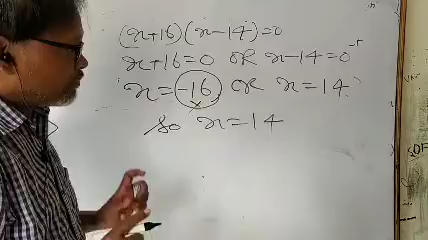 (x+16)(x-14)=0
x+16=0 OR x-14=0
x=-16 OR x=14
So x=14